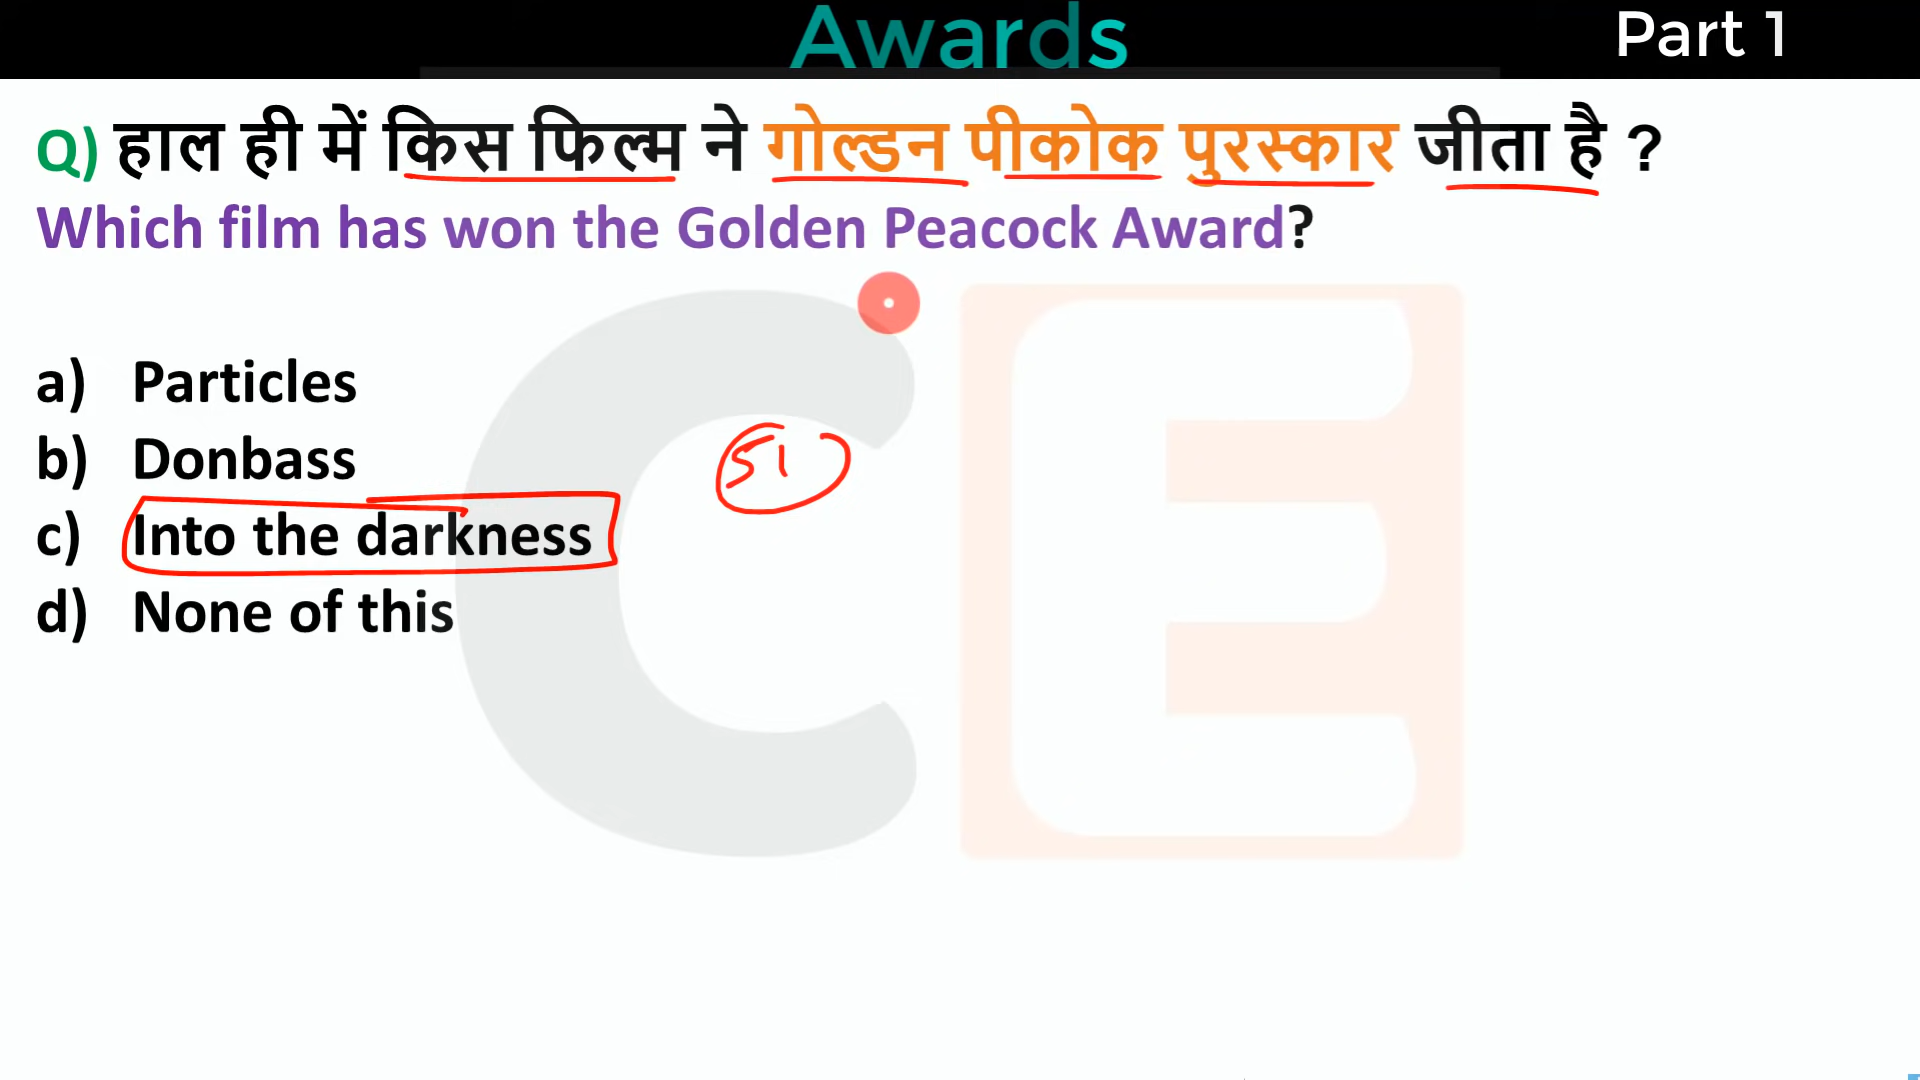 Awards
Part 1
Q) हाल ही में किस फिल्म ने गोल्डन पीकोक पुरस्कार जीता है ?
Which film has won the Golden Peacock Award?
a) Particles
b) Donbass
51
c) Into the darkness
d) None of this
CE